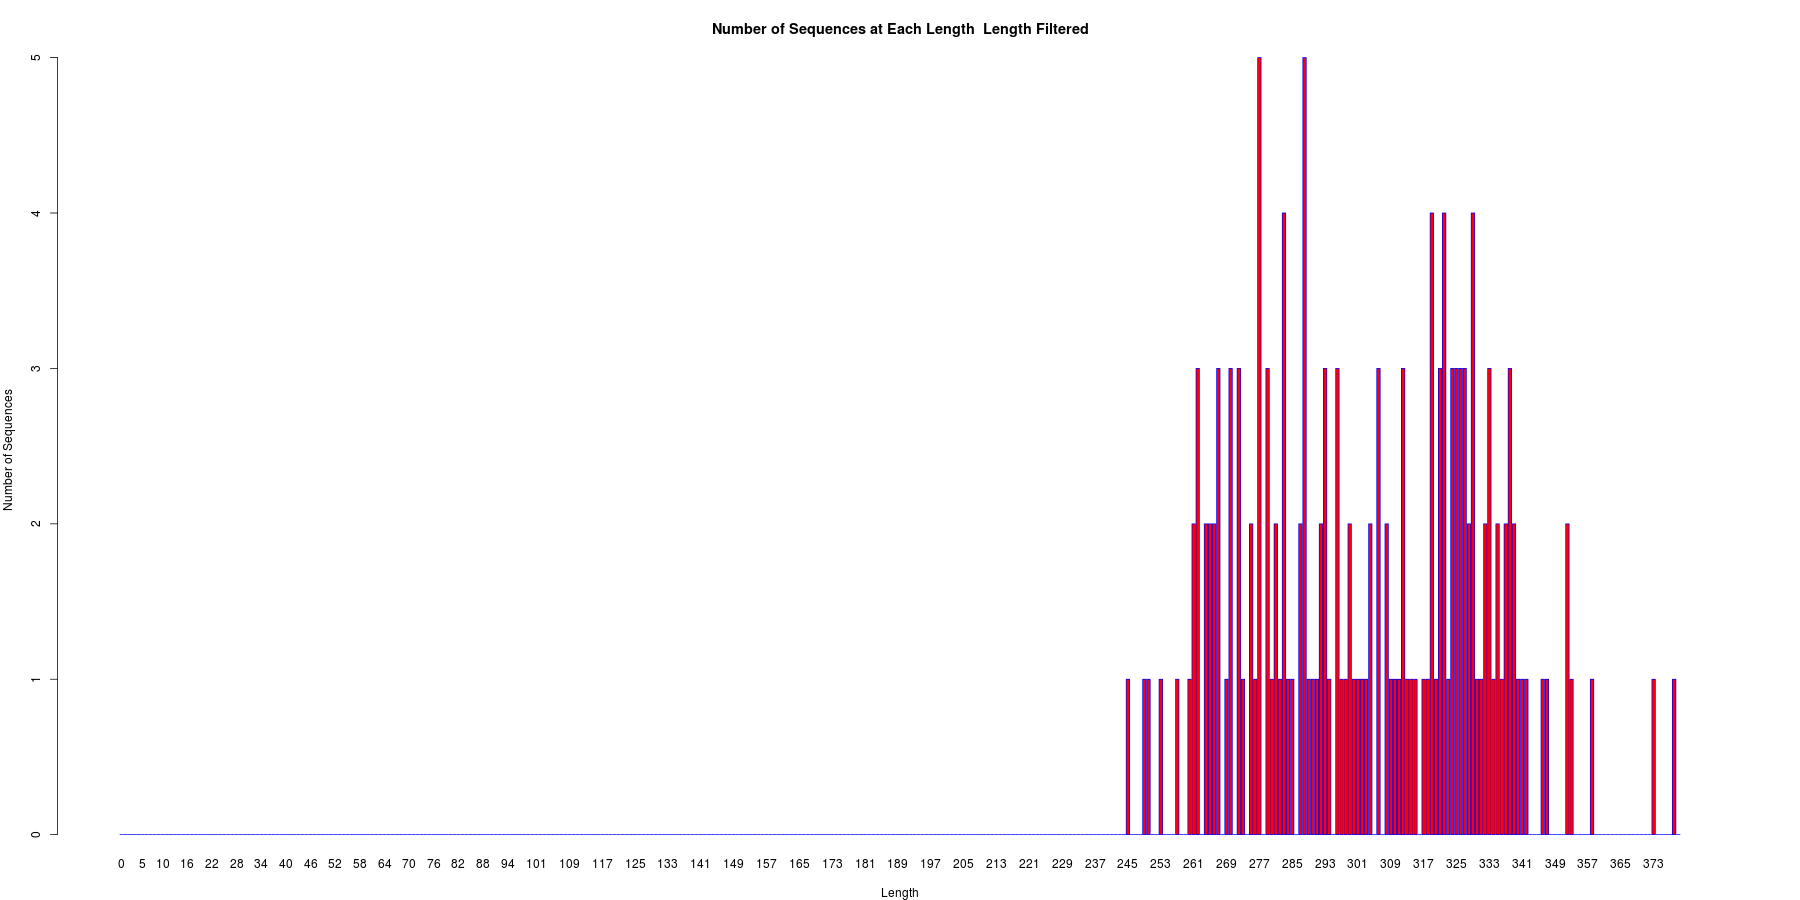 Number of Sequences at Each Length  Length Filtered
5
4
3
2
1
0
Number of Sequences
0 5 10 16 22 28 34 40 46 52 58 64 70 76 82 88 94 101 109 117 125 133 141 149 157 165 173 181 189 197 205 213 221 229 237 245 253 261 269 277 285 293 301 309 317 325 333 341 349 357 365 373
Length